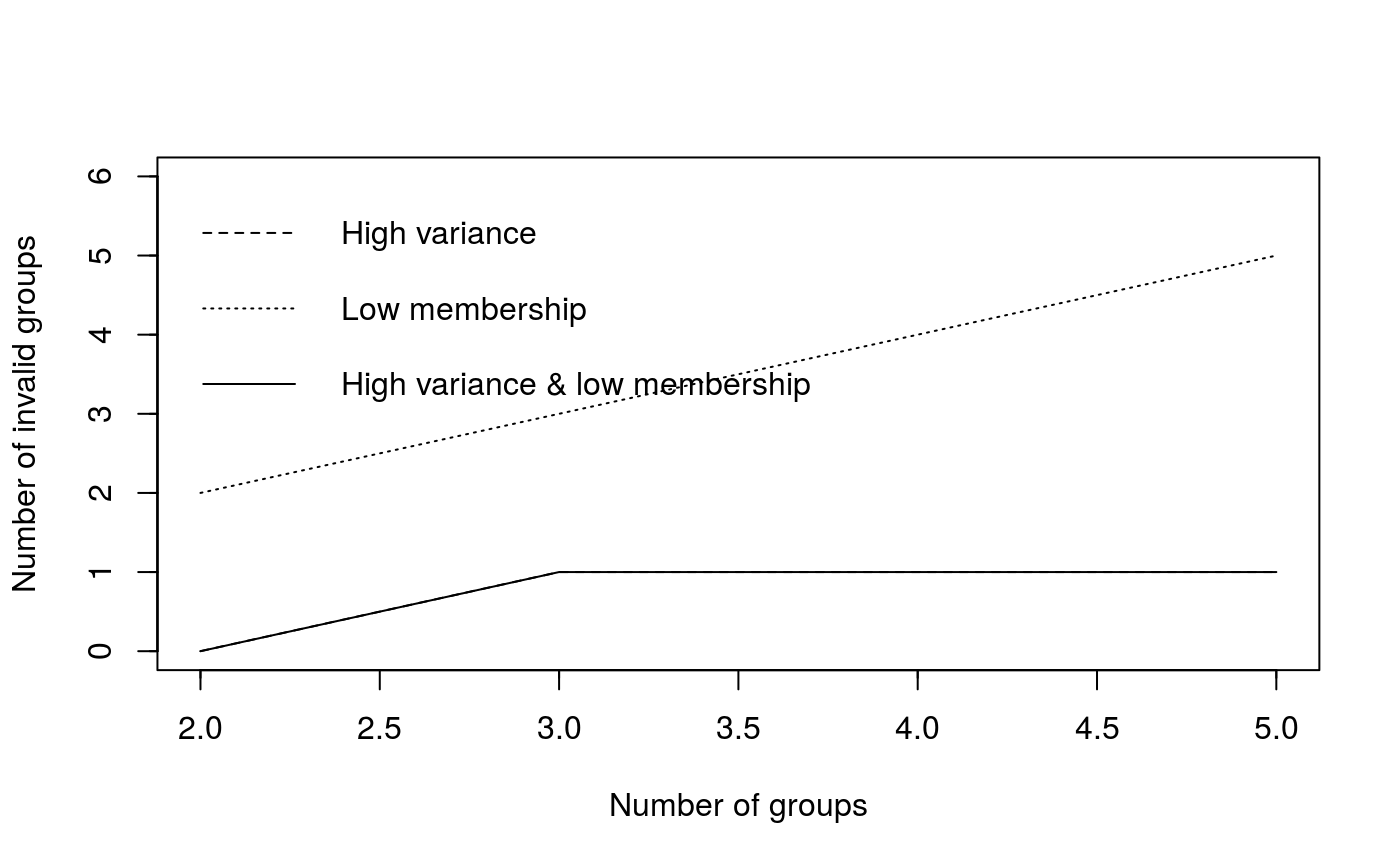 Number of invalid groups
6
5
4
3
2
1
0
High variance
Low membership
High variance & low membership
2.0 2.5 3.0 3.5 4.0 4.5 5.0
Number of groups